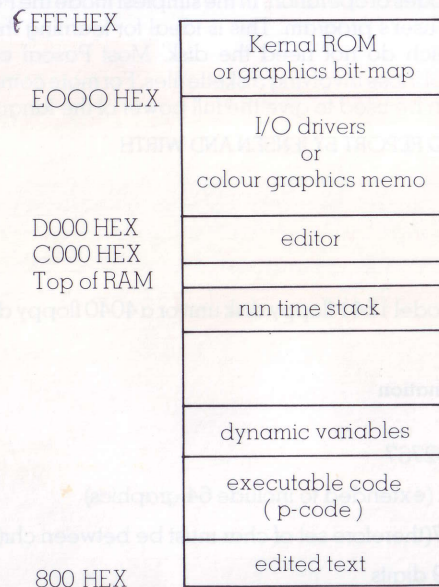 FFFF HEX
Kernal ROM
or graphics bit-map
E000 HEX
I/O drivers
or
colour graphics memo
D000 HEX
editor
C000 HEX
Top of RAM
run time stack
dynamic variables
executable code
(p-code)
edited text
800 HEX